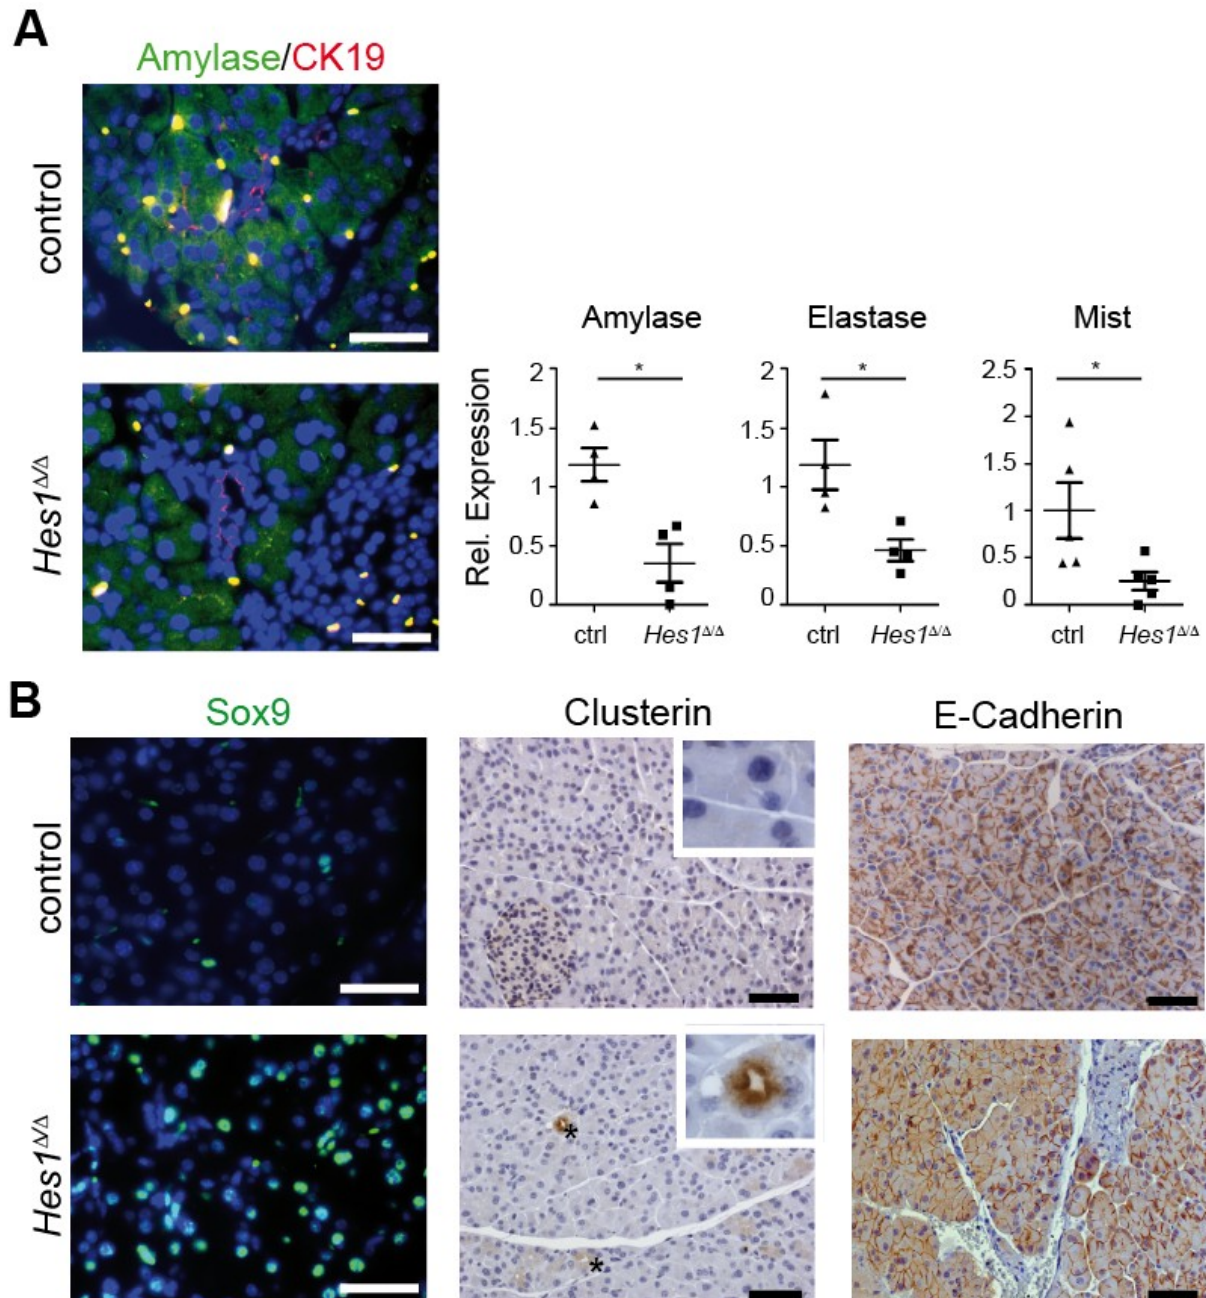 A
Amylase/CK19
control
Hes1Δ/Δ
Amylase
Elastase
Mist
Rel. Expression
*
*
*
2
1.5
1
0.5
0
2
1.5
1
0.5
0
2.5
2
1.5
1
0.5
0
ctrl Hes1Δ/Δ
ctrl Hes1Δ/Δ
ctrl Hes1Δ/Δ
B
Sox9
Clusterin
E-Cadherin
control
Hes1Δ/Δ
*
*